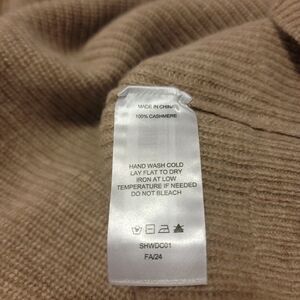 MADE IN CHINA
100% CASHMERE
HAND WASH COLD
LAY FLAT TO DRY
IRON AT LOW
TEMPERATURE IF NEEDED
DO NOT BLEACH
SHWDC01
FA/24